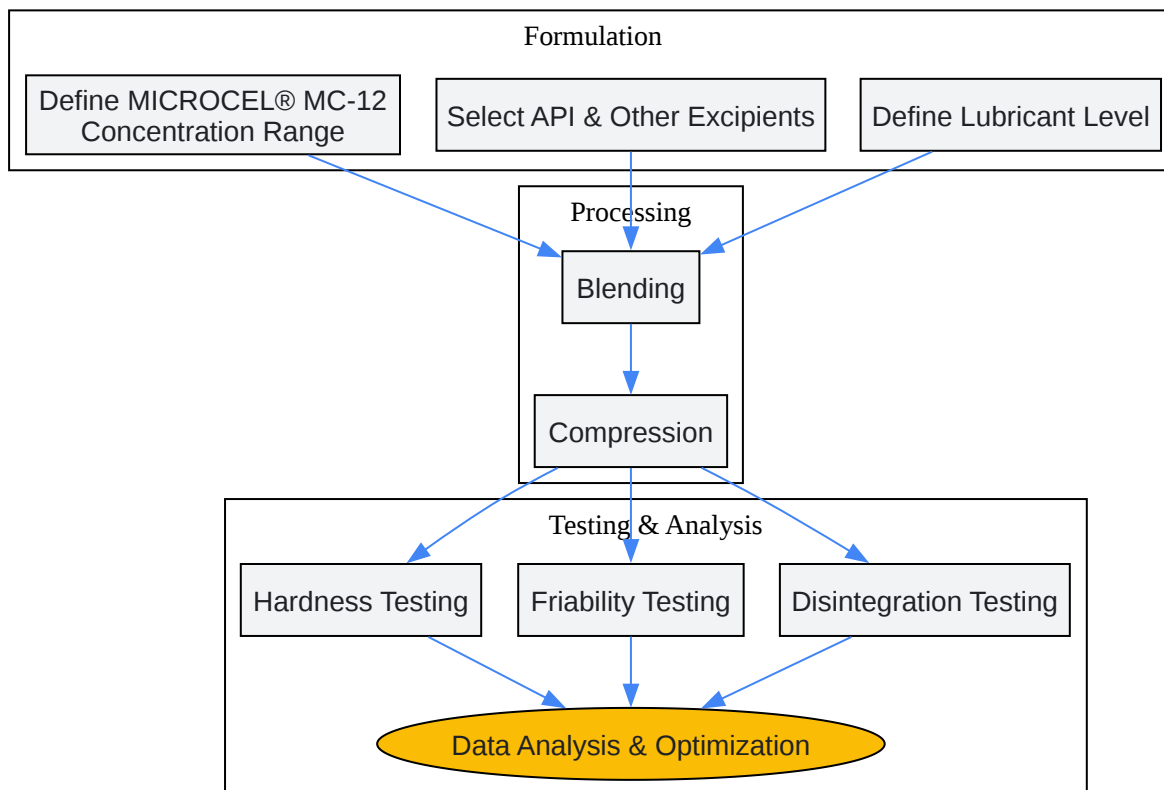 Formulation
Define MICROCEL® MC-12
Concentration Range
Select API & Other Excipients
Define Lubricant Level
Processing
Blending
Compression
Testing & Analysis
Hardness Testing
Friability Testing
Disintegration Testing
Data Analysis & Optimization